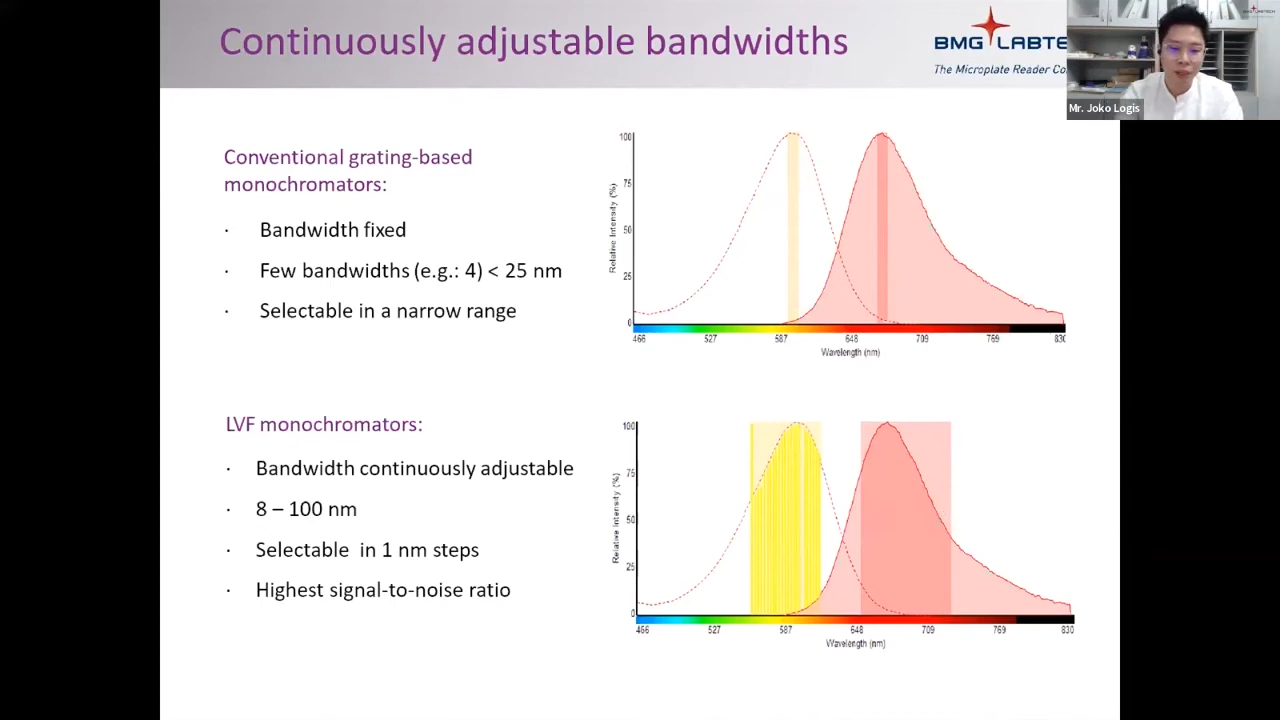 Continuously adjustable bandwidths
BMG LABTE
The Microplate Reader Co
BMG LABTECH
Mr. Joko Logis
Conventional grating-based
monochromators:
· Bandwidth fixed
· Few bandwidths (e.g.: 4) < 25 nm
· Selectable in a narrow range
100
75
50
25
0
Relative Intensity (%)
466 527 587 648 709 769 830
Wavelength (nm)
LVF monochromators:
· Bandwidth continuously adjustable
· 8 – 100 nm
· Selectable in 1 nm steps
· Highest signal-to-noise ratio
100
75
50
25
0
Relative Intensity (%)
466 527 587 648 709 769 830
Wavelength (nm)